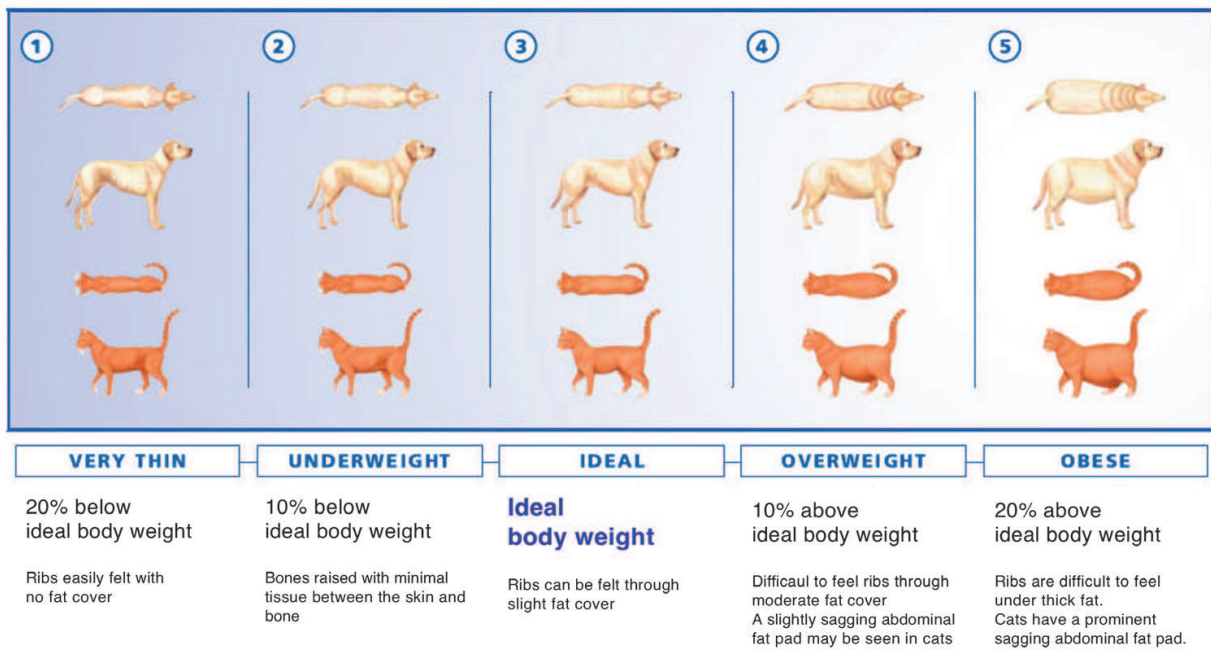 1
2
3
4
5
VERY THIN
UNDERWEIGHT
IDEAL
OVERWEIGHT
OBESE
20% below
ideal body weight
Ribs easily felt with
no fat cover
10% below
ideal body weight
Bones raised with minimal
tissue between the skin and
bone
Ideal
body weight
Ribs can be felt through
slight fat cover
10% above
ideal body weight
Difficaul to feel ribs through
moderate fat cover
A slightly sagging abdominal
fat pad may be seen in cats
20% above
ideal body weight
Ribs are difficult to feel
under thick fat.
Cats have a prominent
sagging abdominal fat pad.